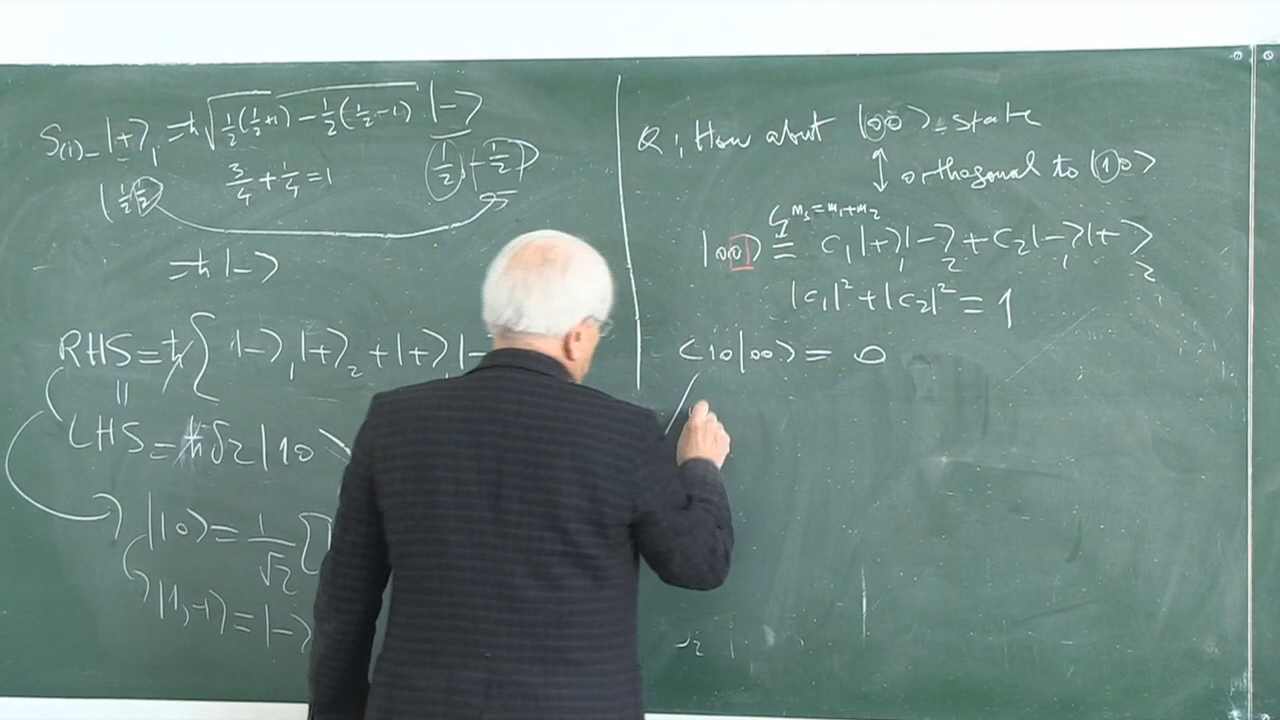 S₍₁₎₋ |+⟩₁ = ħ√(½(½+1) − ½(½−1)) |−⟩
|½ ½⟩ 3/4 + 1/4 = 1 |½, −½⟩
= ħ |−⟩
RHS = ħ{ |−⟩₁|+⟩₂ + |+⟩₁|−
||
LHS = ħ√2 |10
|10⟩ = 1/√2 [
|1,−1⟩ = |−⟩
Q: How about |00⟩ - state
↕ orthogonal to |10⟩
mₛ = m₁ + m₂
|00⟩ = c₁|+⟩₁|−⟩₂ + c₂|−⟩₁|+⟩₂
|c₁|² + |c₂|² = 1
⟨10|00⟩ = 0